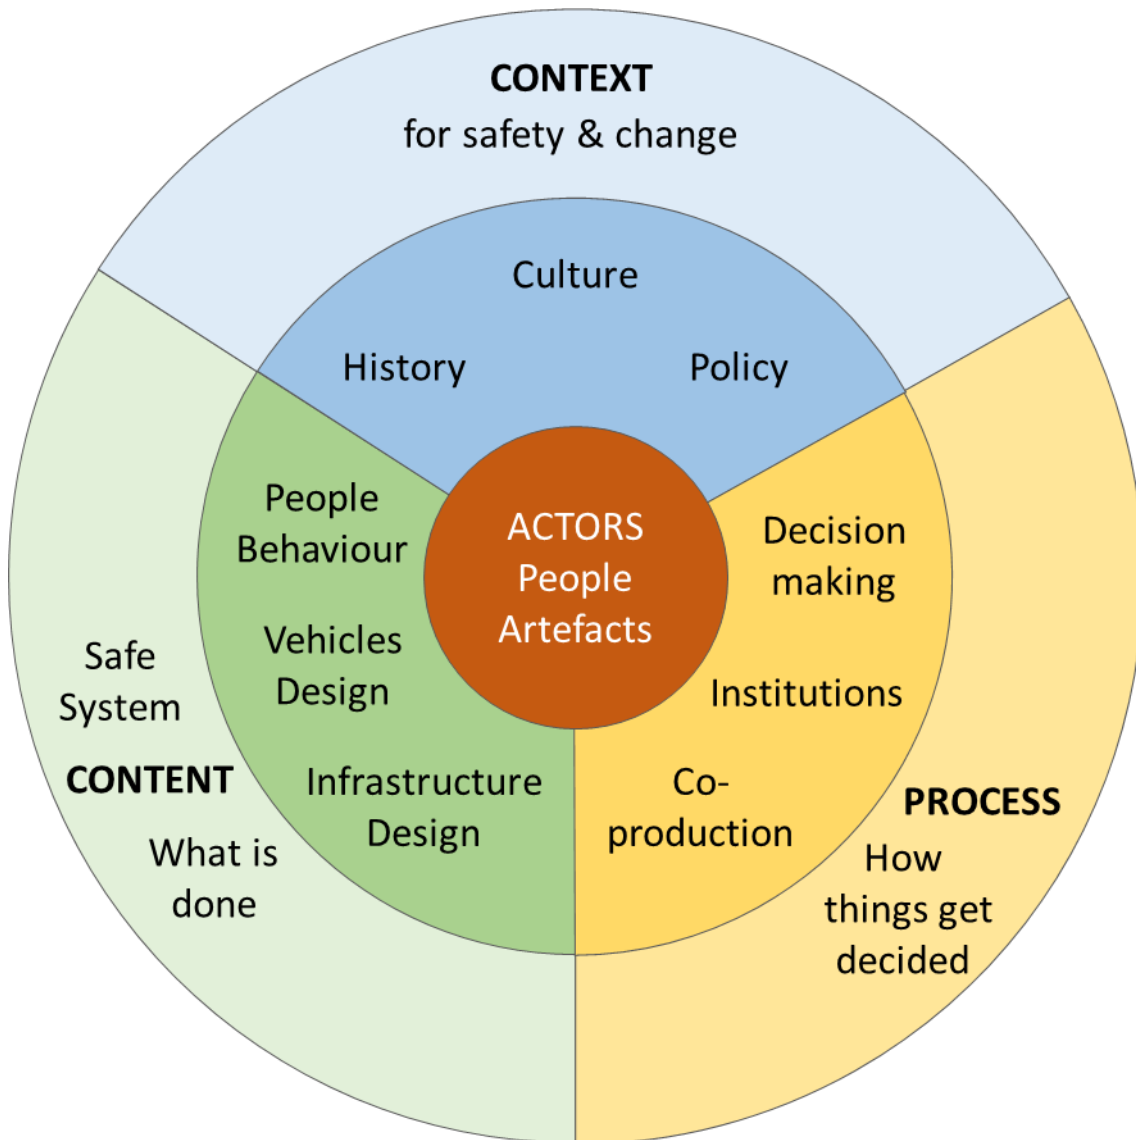 CONTEXT
for safety & change
Culture
History
Policy
People
Behaviour
Vehicles
Design
Infrastructure
Design
ACTORS
People
Artefacts
Decision
making
Institutions
Co-
production
Safe
System
CONTENT
What is
done
PROCESS
How
things get
decided